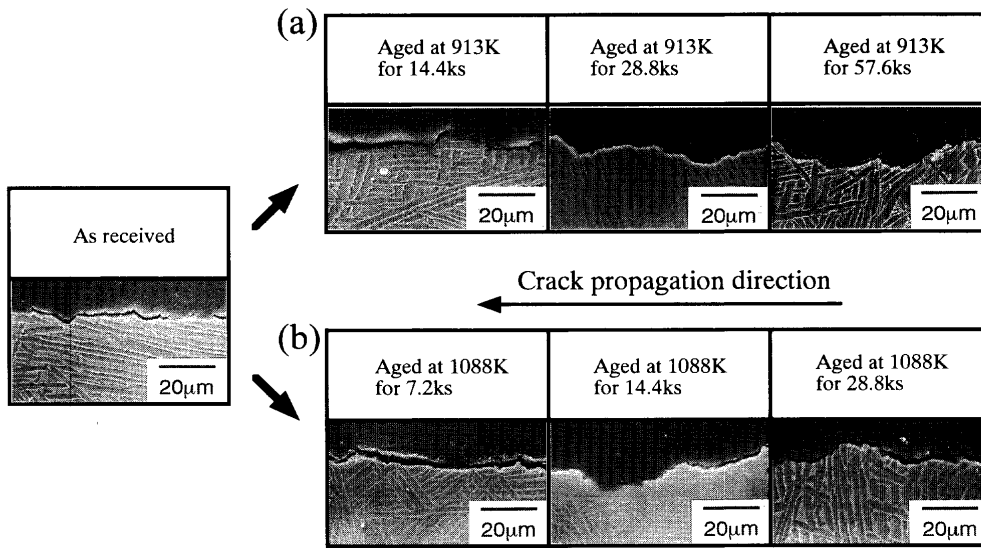 (a)
Aged at 913K
for 14.4ks
Aged at 913K
for 28.8ks
Aged at 913K
for 57.6ks
20μm
20μm
20μm
As received
20μm
Crack propagation direction
(b)
Aged at 1088K
for 7.2ks
Aged at 1088K
for 14.4ks
Aged at 1088K
for 28.8ks
20μm
20μm
20μm